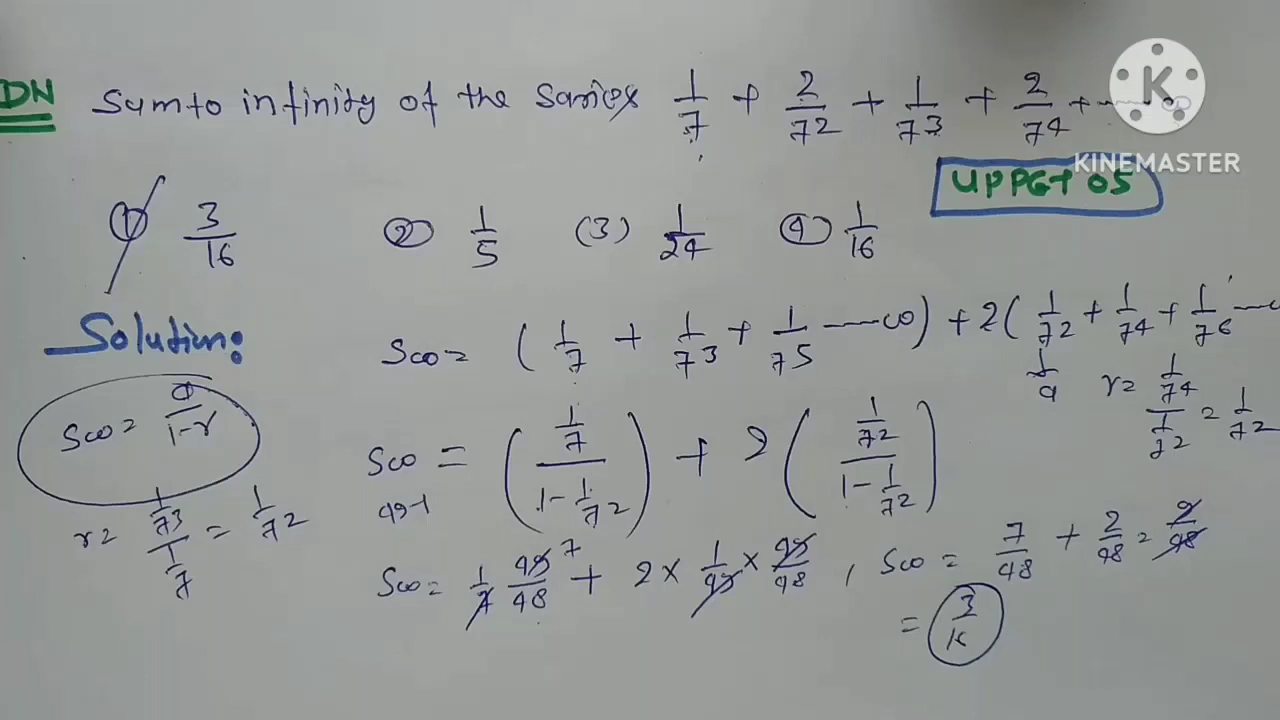 DN Sum to infinity of the Series 1/7 + 2/7² + 1/7³ + 2/7⁴ + ---- ∞
KINEMASTER
UPPGT 05
① 3/16 ② 1/5 (3) 1/24 ④ 1/16
Solution:
S∞ = (1/7 + 1/7³ + 1/7⁵ --- ∞) + 2(1/7² + 1/7⁴ + 1/7⁶ ---∞
S∞ = a/(1-r)
r = (1/7⁴)/(1/7²) = 1/7²
S∞ = ((1/7)/(1-1/7²)) + 2((1/7²)/(1-1/7²))
49-1
r = (1/7³)/(1/7) = 1/7²
S∞ = 1/7 49/48 7 + 2 × 1/49 × 49/48 , S∞ = 7/48 + 2/48 = 9/48
= 3/16